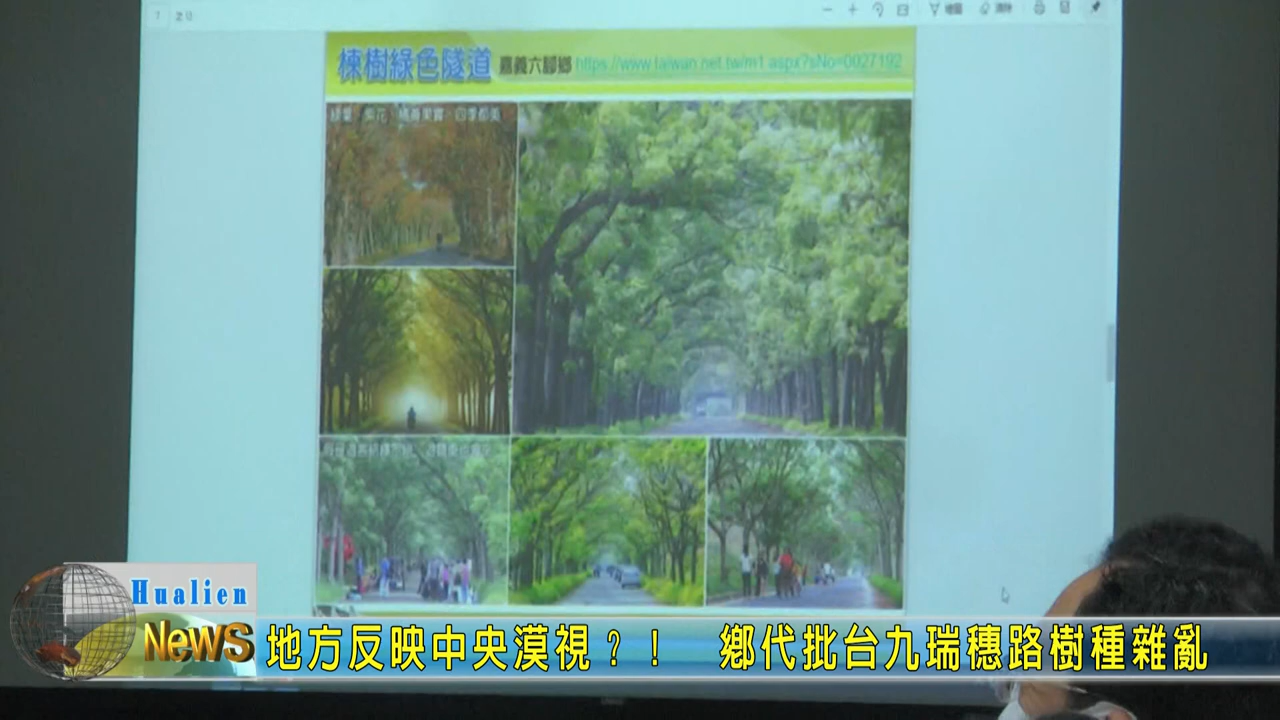 20
楝樹綠色隧道 嘉義六腳鄉 https://www.taiwan.net.tw/m1.aspx?sNo=0027192
Hualien
News
地方反映中央漠視？！ 鄉代批台九瑞穗路樹種雜亂